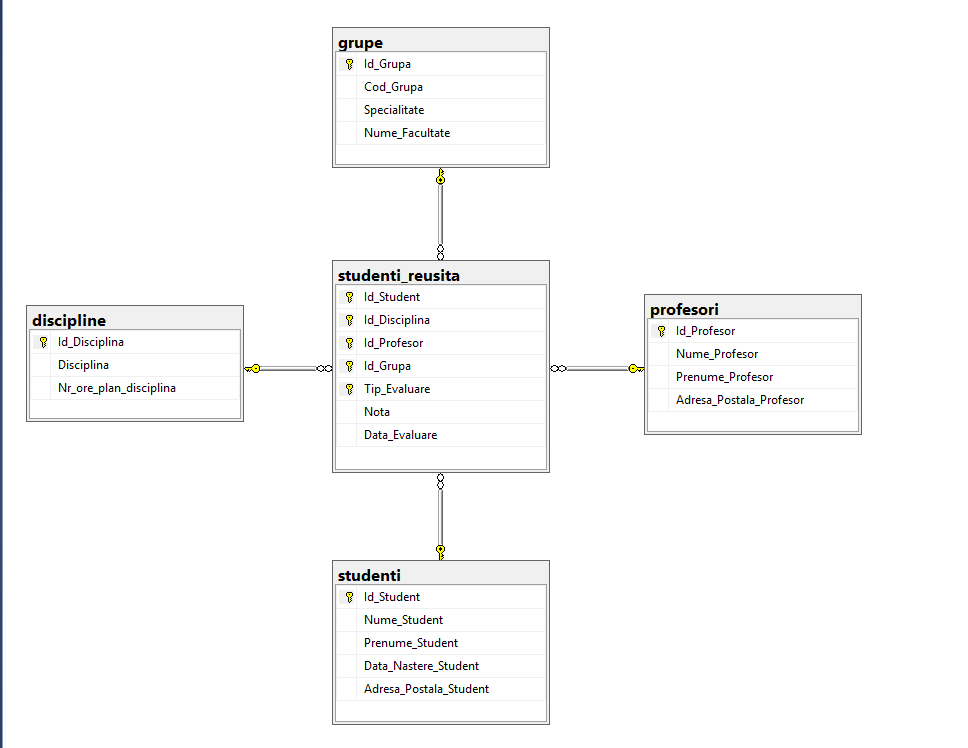 grupe
Id_Grupa
Cod_Grupa
Specialitate
Nume_Facultate
studenti_reusita
Id_Student
Id_Disciplina
Id_Profesor
Id_Grupa
Tip_Evaluare
Nota
Data_Evaluare
discipline
Id_Disciplina
Disciplina
Nr_ore_plan_disciplina
profesori
Id_Profesor
Nume_Profesor
Prenume_Profesor
Adresa_Postala_Profesor
studenti
Id_Student
Nume_Student
Prenume_Student
Data_Nastere_Student
Adresa_Postala_Student